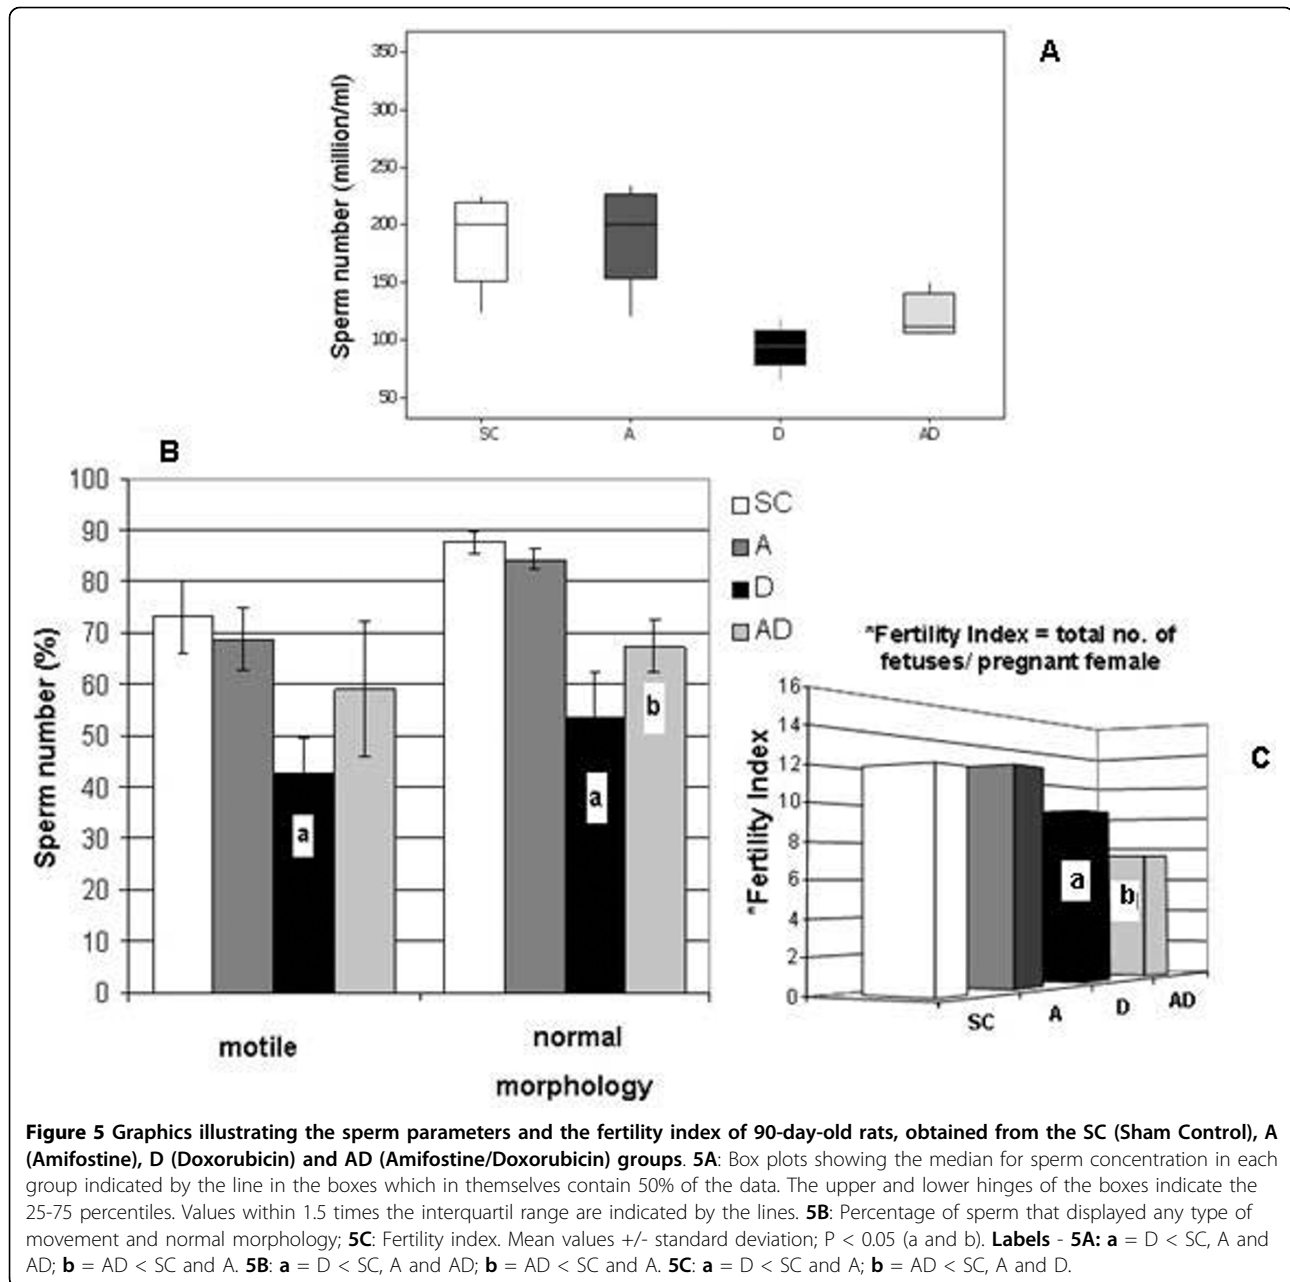 A
Sperm number (million/ml)
350
300
250
200
150
100
50
SC A D AD
B
Sperm number (%)
100
90
80
70
60
50
40
30
20
10
0
a
a
b
motile
normal
morphology
SC
A
D
AD
*Fertility Index = total no. of
fetuses/ pregnant female
C
*Fertility Index
16
14
12
10
8
6
4
2
0
a
b
SC A D AD
Figure 5 Graphics illustrating the sperm parameters and the fertility index of 90-day-old rats, obtained from the SC (Sham Control), A
(Amifostine), D (Doxorubicin) and AD (Amifostine/Doxorubicin) groups. 5A: Box plots showing the median for sperm concentration in each
group indicated by the line in the boxes which in themselves contain 50% of the data. The upper and lower hinges of the boxes indicate the
25-75 percentiles. Values within 1.5 times the interquartil range are indicated by the lines. 5B: Percentage of sperm that displayed any type of
movement and normal morphology; 5C: Fertility index. Mean values +/- standard deviation; P < 0.05 (a and b). Labels - 5A: a = D < SC, A and
AD; b = AD < SC and A. 5B: a = D < SC, A and AD; b = AD < SC and A. 5C: a = D < SC and A; b = AD < SC, A and D.